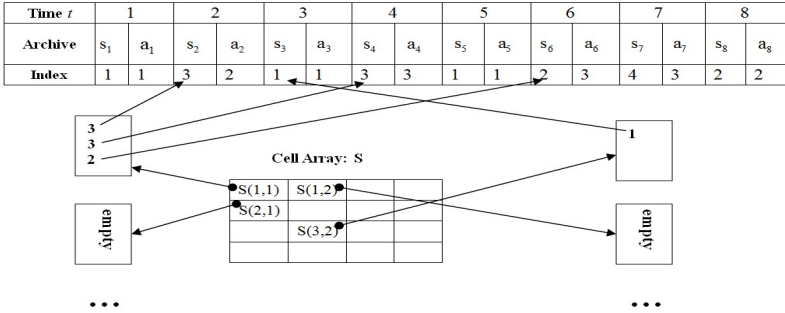 Time t 1 2 3 4 5 6 7 8
Archive s1 a1 s2 a2 s3 a3 s4 a4 s5 a5 s6 a6 s7 a7 s8 a8
Index 1 1 3 2 1 1 3 3 1 1 2 3 4 3 2 2
3
3
2
1
Cell Array: S
S(1,1) S(1,2)
S(2,1)
S(3,2)
empty
empty
...
...